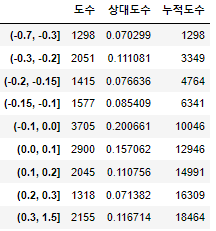 도수 상대도수 누적도수
(-0.7, -0.3] 1298 0.070299 1298
(-0.3, -0.2] 2051 0.111081 3349
(-0.2, -0.15] 1415 0.076636 4764
(-0.15, -0.1] 1577 0.085409 6341
(-0.1, 0.0] 3705 0.200661 10046
(0.0, 0.1] 2900 0.157062 12946
(0.1, 0.2] 2045 0.110756 14991
(0.2, 0.3] 1318 0.071382 16309
(0.3, 1.5] 2155 0.116714 18464